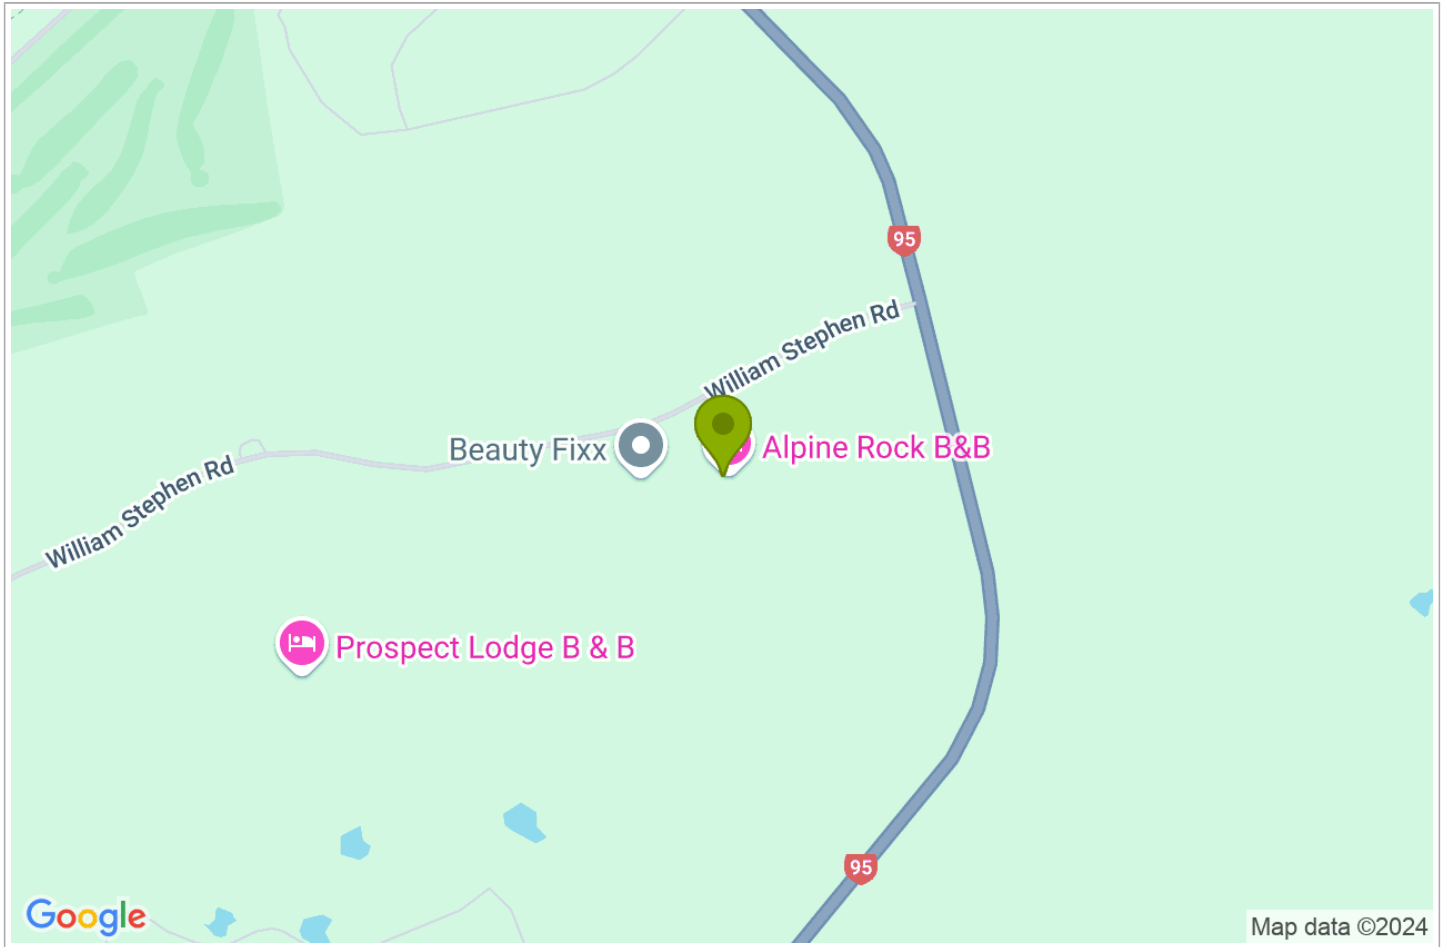 95
William Stephen Rd
Beauty Fixx
Alpine Rock B&B
William Stephen Rd
Prospect Lodge B & B
95
Google
Map data ©2024